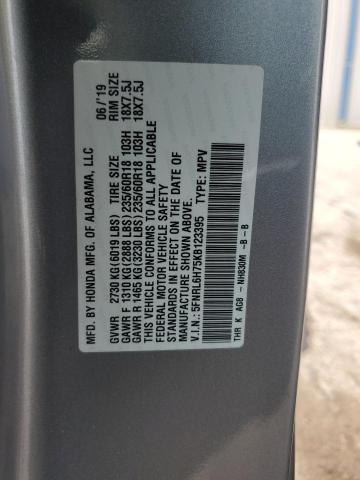 MFD. BY HONDA MFG. OF ALABAMA, LLC 06 / '19
GVWR 2730 KG(6019 LBS) TIRE SIZE RIM SIZE
GAWR F 1310 KG(2888 LBS)235/60R18 103H 18X7.5J
GAWR R 1465 KG(3230 LBS)235/60R18 103H 18X7.5J
THIS VEHICLE CONFORMS TO ALL APPLICABLE
FEDERAL MOTOR VEHICLE SAFETY
STANDARDS IN EFFECT ON THE DATE OF
MANUFACTURE SHOWN ABOVE.
V.I.N.: 5FNRL6H75KB123395 TYPE: MPV
THR K AG8 - NH830M -B - B